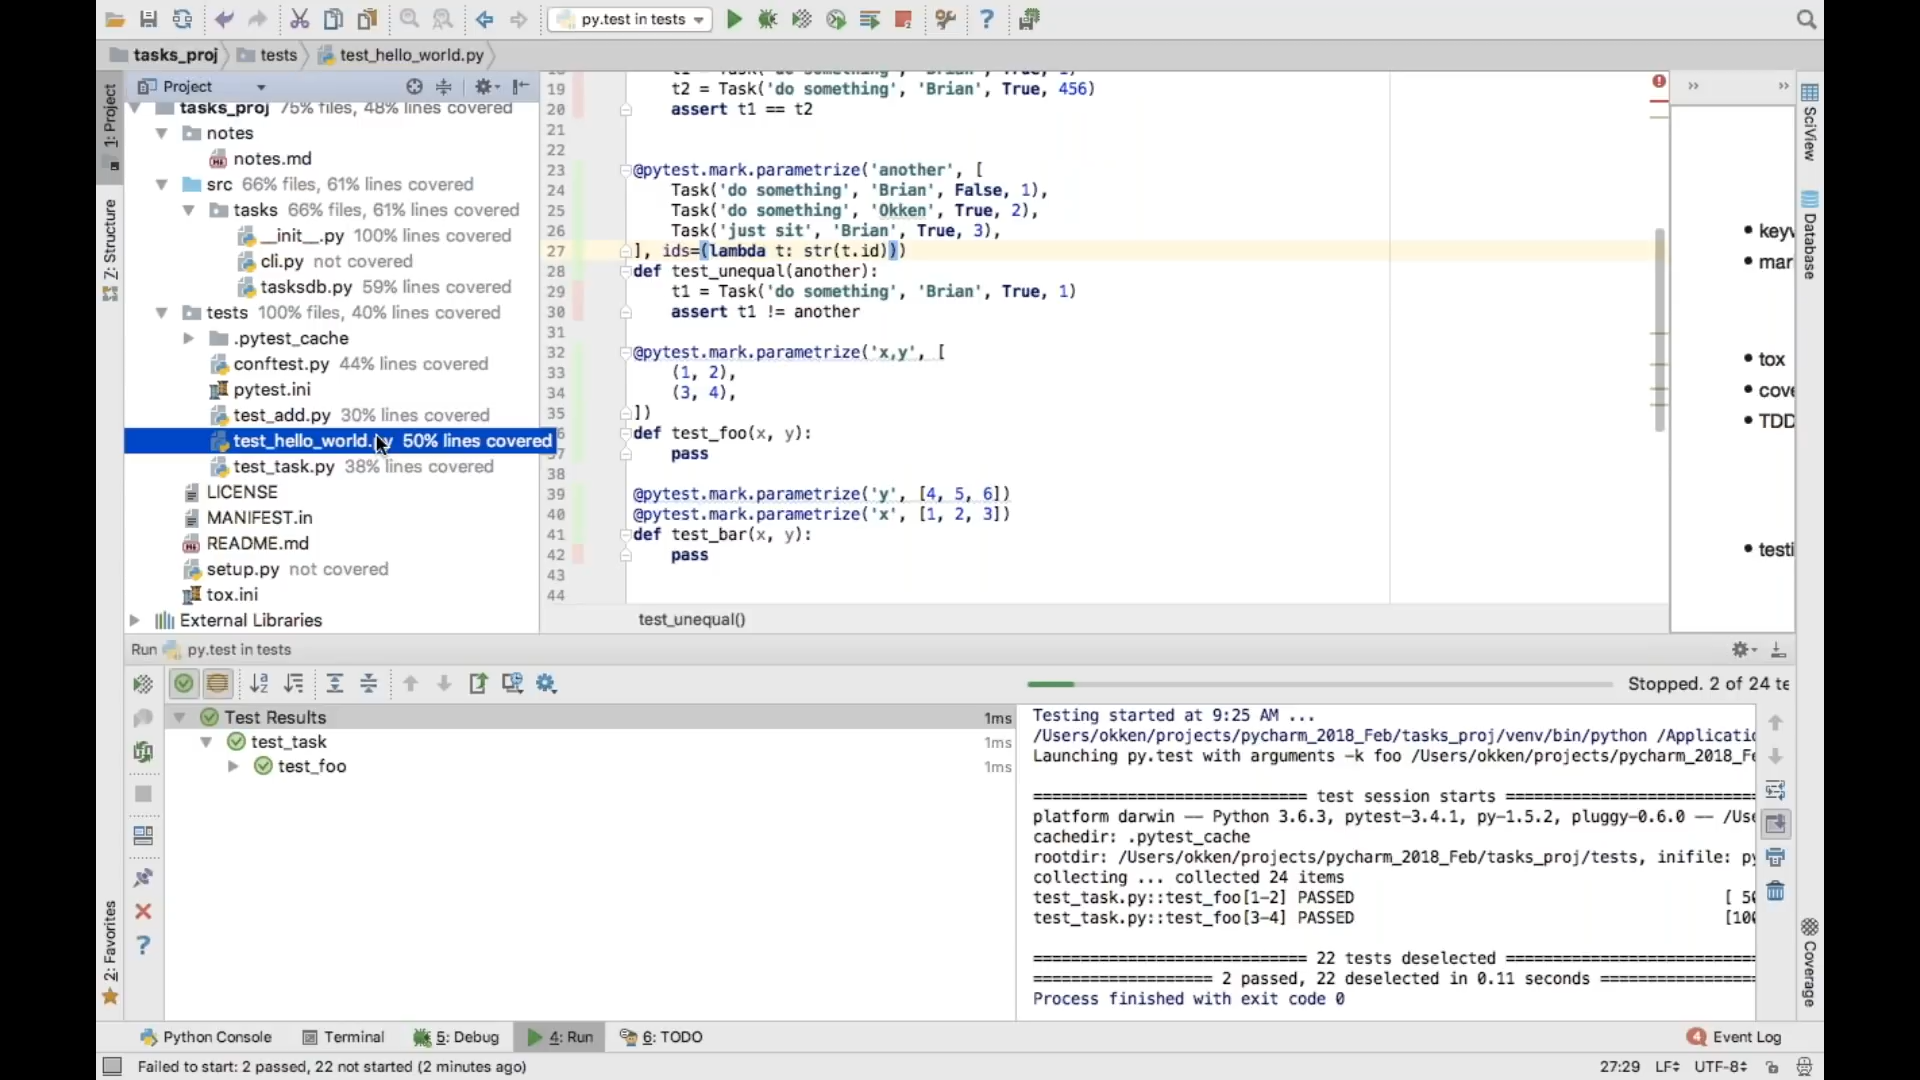 py.test in tests
tasks_proj tests test_hello_world.py
Project
tasks_proj 75% files, 48% lines covered
notes
notes.md
src 66% files, 61% lines covered
tasks 66% files, 61% lines covered
__init__.py 100% lines covered
cli.py not covered
tasksdb.py 59% lines covered
tests 100% files, 40% lines covered
.pytest_cache
conftest.py 44% lines covered
pytest.ini
test_add.py 30% lines covered
test_hello_world. 50% lines covered
test_task.py 38% lines covered
LICENSE
MANIFEST.in
README.md
setup.py not covered
tox.ini
External Libraries
1: Project
Z: Structure
2: Favorites
19 t2 = Task('do something', 'Brian', True, 456)
20 assert t1 == t2
21
22
23 @pytest.mark.parametrize('another', [
24 Task('do something', 'Brian', False, 1),
25 Task('do something', 'Okken', True, 2),
26 Task('just sit', 'Brian', True, 3),
27 ], ids=(lambda t: str(t.id)))
28 def test_unequal(another):
29 t1 = Task('do something', 'Brian', True, 1)
30 assert t1 != another
31
32 @pytest.mark.parametrize('x,y', [
33 (1, 2),
34 (3, 4),
35 ])
def test_foo(x, y):
pass
38
39 @pytest.mark.parametrize('y', [4, 5, 6])
40 @pytest.mark.parametrize('x', [1, 2, 3])
41 def test_bar(x, y):
42 pass
43
44
test_unequal()
• tox
SciView
Database
Coverage
Run py.test in tests
Stopped. 2 of 24 te
Test Results 1ms
test_task 1ms
test_foo 1ms
Testing started at 9:25 AM ...
/Users/okken/projects/pycharm_2018_Feb/tasks_proj/venv/bin/python /Applicatio
Launching py.test with arguments -k foo /Users/okken/projects/pycharm_2018_Fe
============================= test session starts ==========================
platform darwin -- Python 3.6.3, pytest-3.4.1, py-1.5.2, pluggy-0.6.0 -- /Use
cachedir: .pytest_cache
rootdir: /Users/okken/projects/pycharm_2018_Feb/tasks_proj/tests, inifile: py
collecting ... collected 24 items
test_task.py::test_foo[1-2] PASSED [ 50
test_task.py::test_foo[3-4] PASSED [100
============================= 22 tests deselected ==========================
=================== 2 passed, 22 deselected in 0.11 seconds ================
Process finished with exit code 0
Python Console Terminal 5: Debug 4: Run 6: TODO 4 Event Log
Failed to start: 2 passed, 22 not started (2 minutes ago) 27:29 LF UTF-8